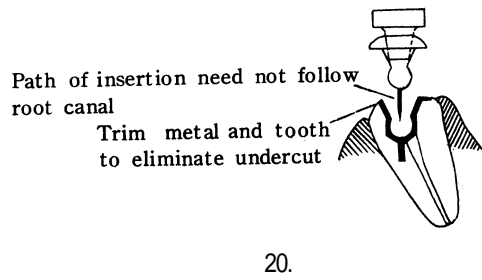 Path of insertion need not follow
root canal
Trim metal and tooth
to eliminate undercut
20.